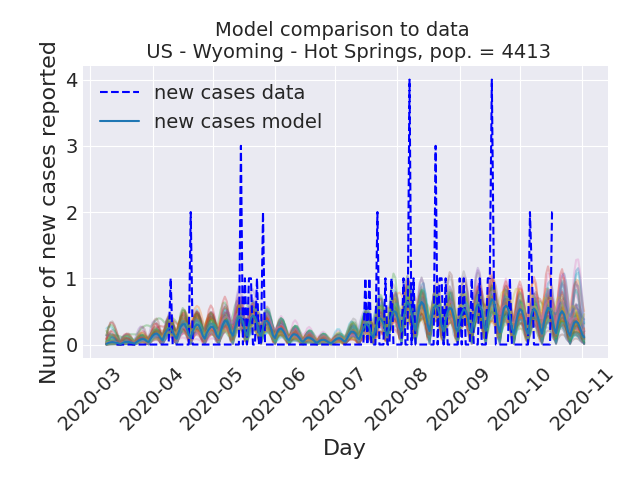 Model comparison to data
US - Wyoming - Hot Springs, pop. = 4413
Number of new cases reported
4
3
2
1
0
new cases data
new cases model
2020-03
2020-04
2020-05
2020-06
2020-07
2020-08
2020-09
2020-10
2020-11
Day